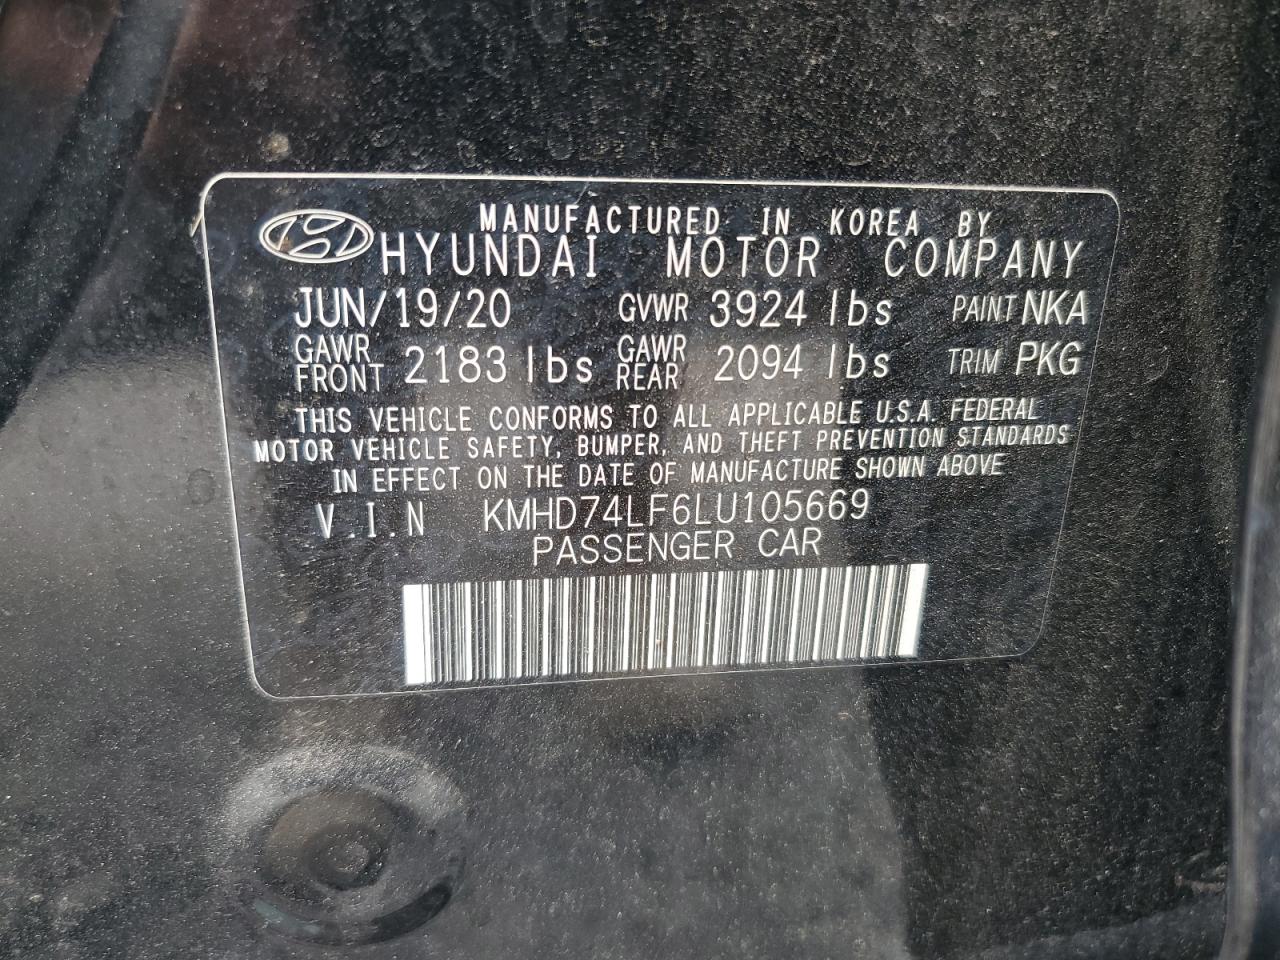 MANUFACTURED IN KOREA BY
HYUNDAI MOTOR COMPANY
JUN/19/20 GVWR 3924 lbs PAINT NKA
GAWR FRONT 2183 lbs GAWR REAR 2094 lbs TRIM PKG
THIS VEHICLE CONFORMS TO ALL APPLICABLE U.S.A. FEDERAL
MOTOR VEHICLE SAFETY, BUMPER, AND THEFT PREVENTION STANDARDS
IN EFFECT ON THE DATE OF MANUFACTURE SHOWN ABOVE
V.I.N KMHD74LF6LU105669
PASSENGER CAR